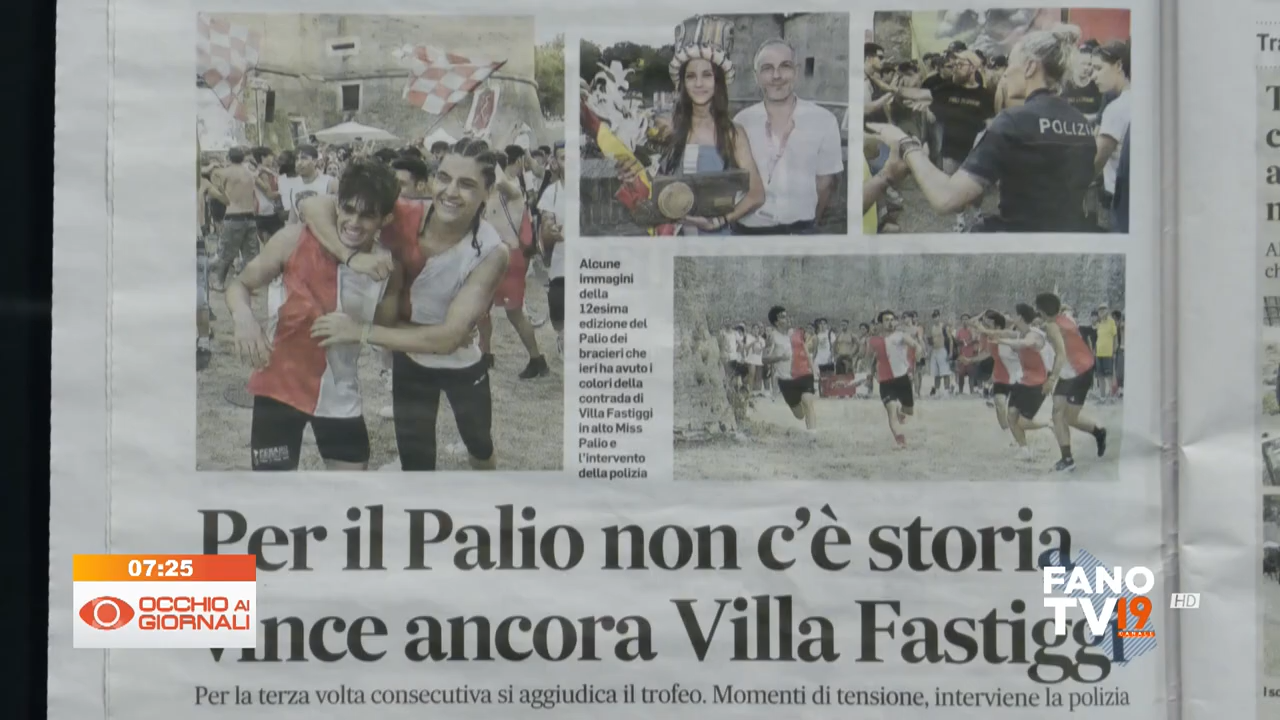 POLIZIA
Alcune
immagini
della
12esima
edizione del
Palio dei
bracieri che
ieri ha avuto i
colori della
contrada di
Villa Fastiggi
in alto Miss
Palio e
l'intervento
della polizia
Per il Palio non c'è storia
vince ancora Villa Fastiggi
Per la terza volta consecutiva si aggiudica il trofeo. Momenti di tensione, interviene la polizia
07:25
OCCHIO AI
GIORNALI
FANO
TV 19
CANALE
HD